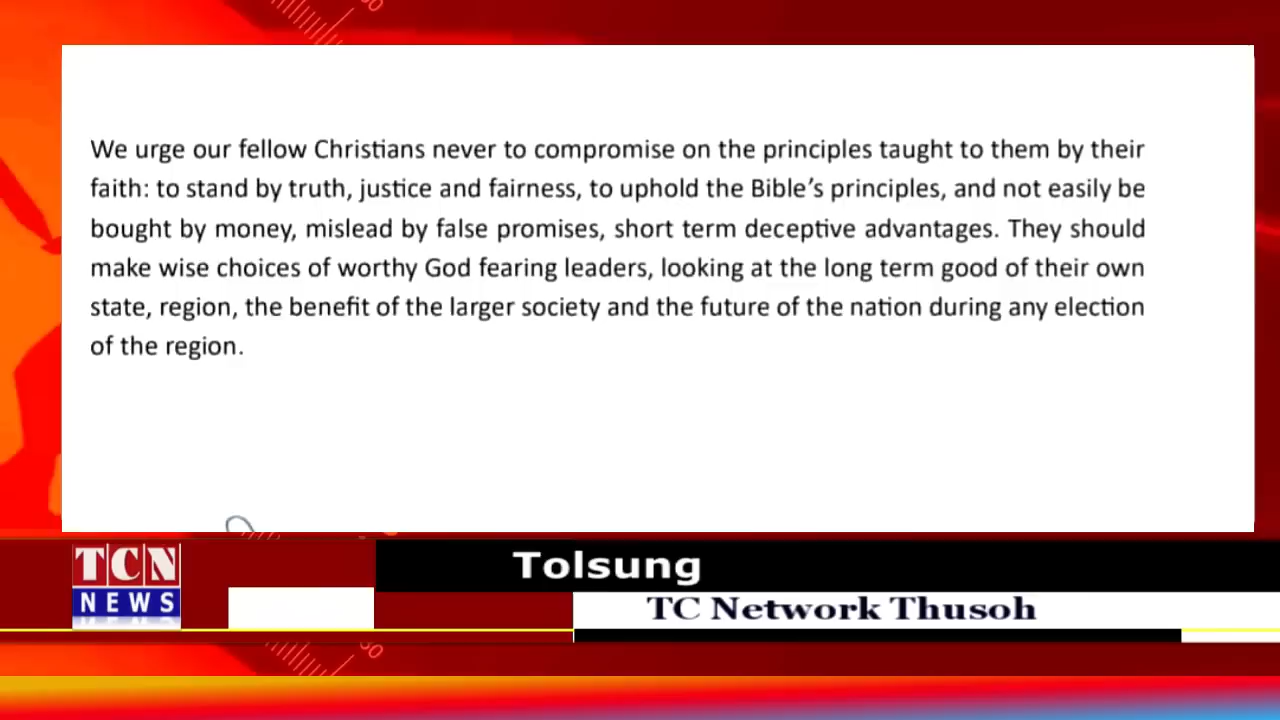 We urge our fellow Christians never to compromise on the principles taught to them by their
faith: to stand by truth, justice and fairness, to uphold the Bible’s principles, and not easily be
bought by money, mislead by false promises, short term deceptive advantages. They should
make wise choices of worthy God fearing leaders, looking at the long term good of their own
state, region, the benefit of the larger society and the future of the nation during any election
of the region.
TCN
NEWS
Tolsung
TC Network Thusoh